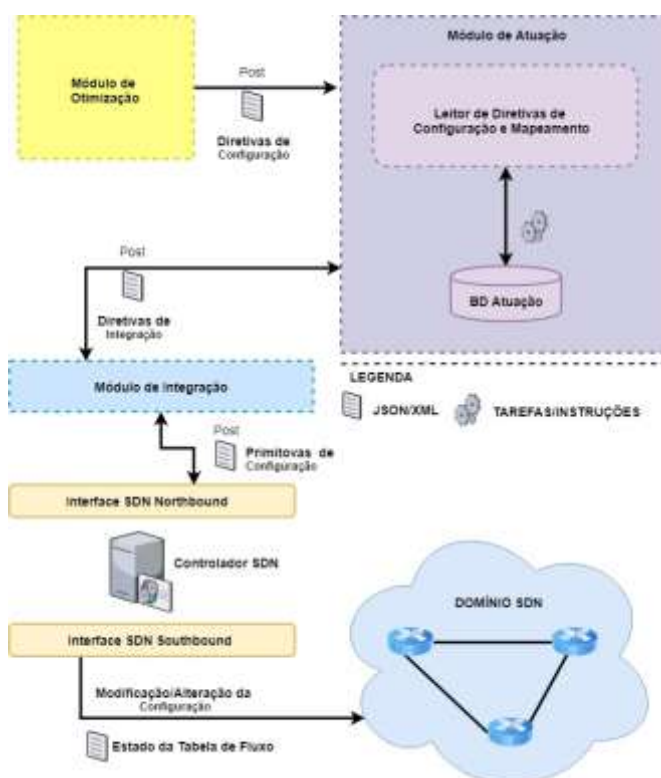 Módulo de
Otimização
Post
Diretivas de
Configuração
Módulo de Atuação
Leitor de Diretivas de
Configuração e Mapeamento
BD Atuação
Post
Diretivas de
Integração
Módulo de Integração
LEGENDA
JSON/XML
TAREFAS/INSTRUÇÕES
Post
Primitovas de
Configuração
Interface SDN Northbound
Controlador SDN
Interface SDN Southbound
DOMÍNIO SDN
Modificação/Alteração da
Configuração
Estado da Tabela de Fluxo